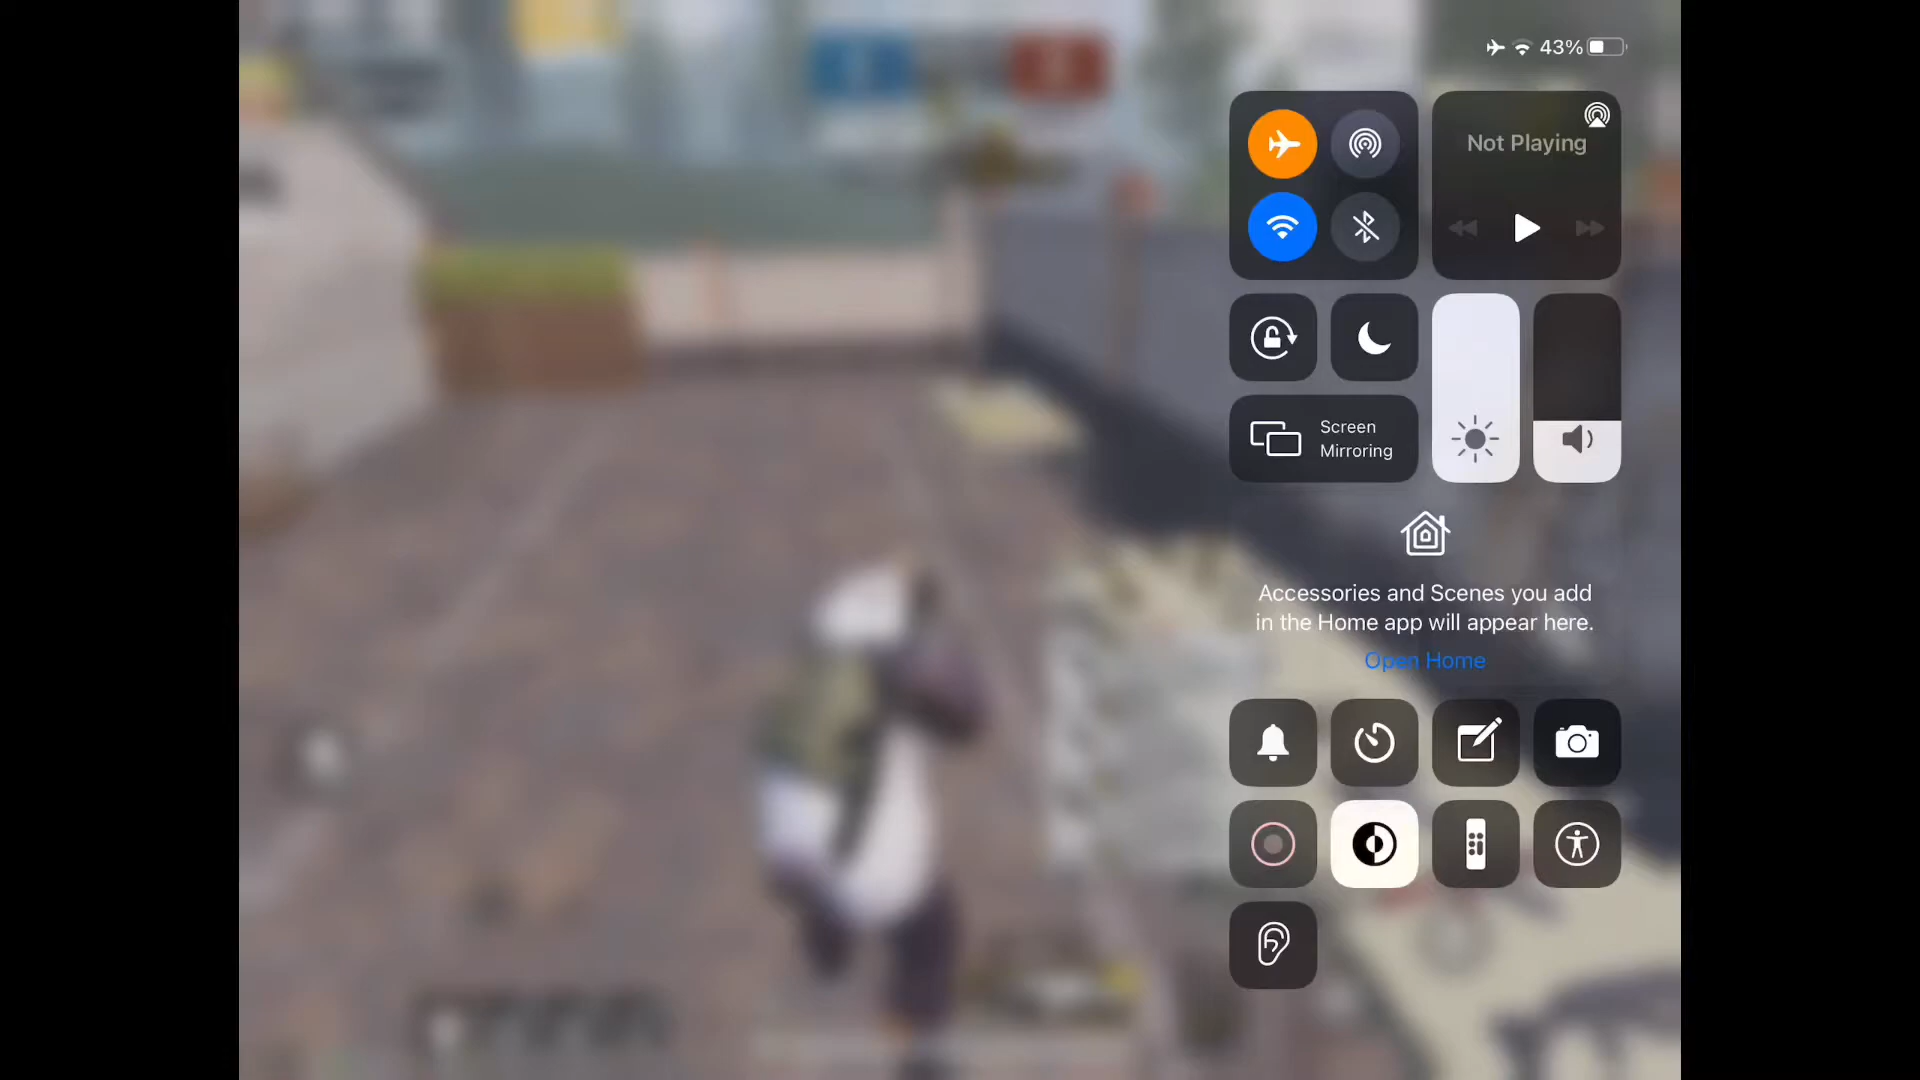 43%
Not Playing
Screen
Mirroring
Accessories and Scenes you add
in the Home app will appear here.
Open Home